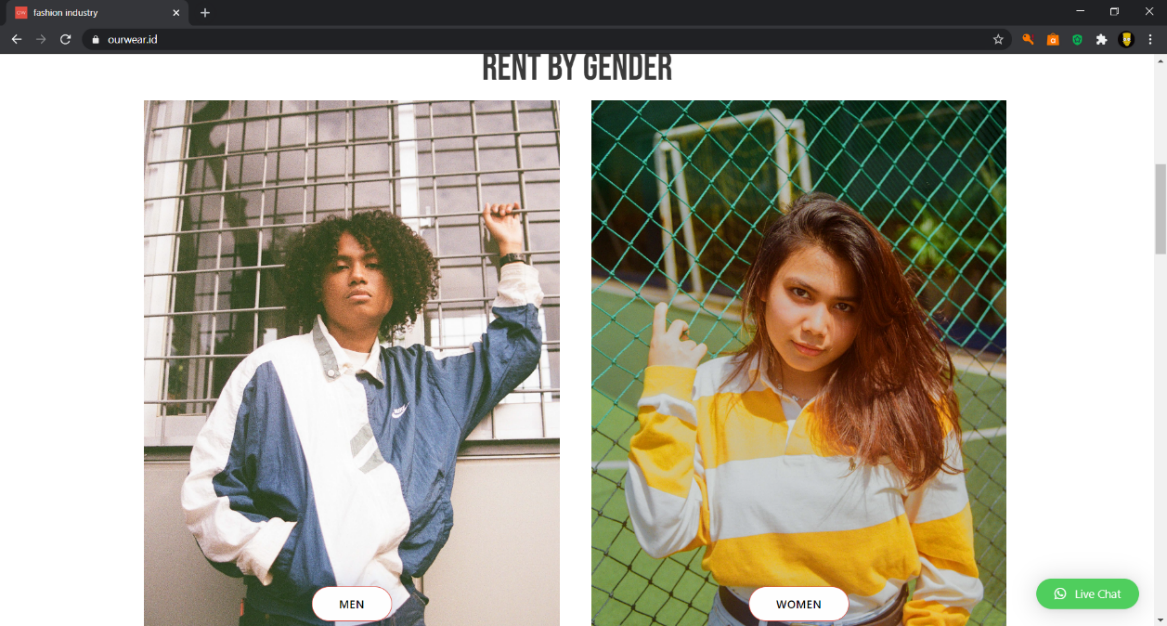 fashion industry
ourwear.id
RENT BY GENDER
MEN
WOMEN
Live Chat